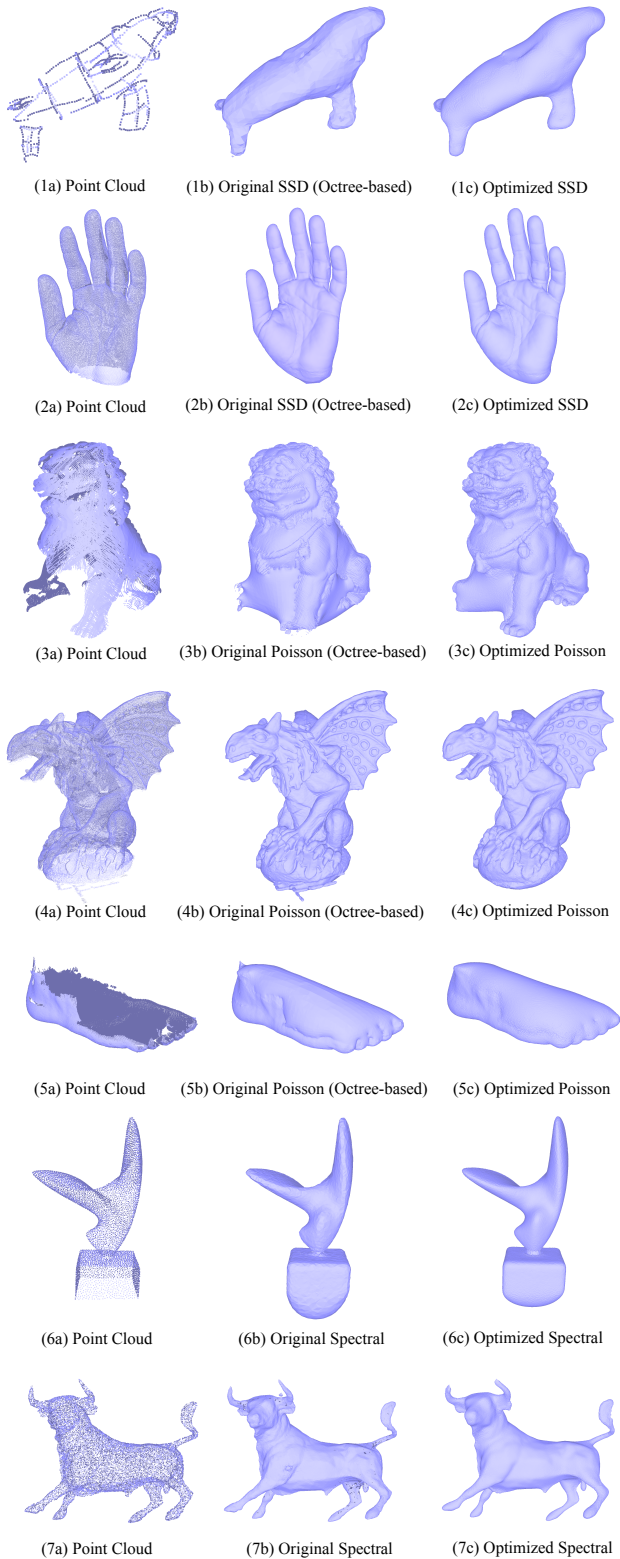 (1a) Point Cloud (1b) Original SSD (Octree-based) (1c) Optimized SSD
(2a) Point Cloud (2b) Original SSD (Octree-based) (2c) Optimized SSD
(3a) Point Cloud (3b) Original Poisson (Octree-based) (3c) Optimized Poisson
(4a) Point Cloud (4b) Original Poisson (Octree-based) (4c) Optimized Poisson
(5a) Point Cloud (5b) Original Poisson (Octree-based) (5c) Optimized Poisson
(6a) Point Cloud (6b) Original Spectral (6c) Optimized Spectral
(7a) Point Cloud (7b) Original Spectral (7c) Optimized Spectral